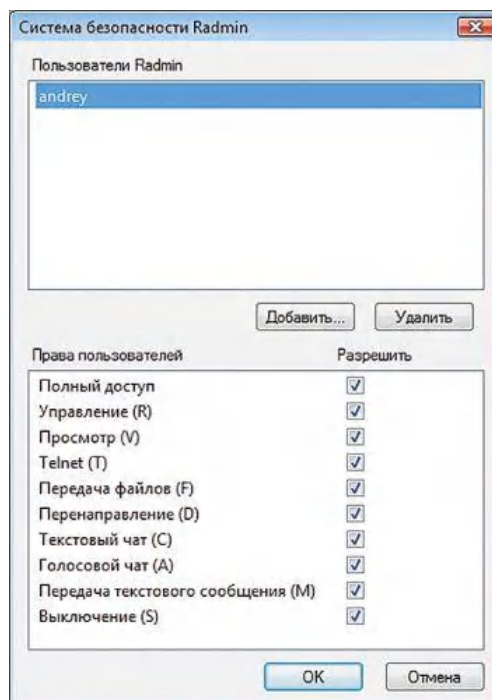 Система безопасности Radmin
Пользователи Radmin
andrey
Добавить... Удалить
Права пользователей Разрешить
Полный доступ
Управление (R)
Просмотр (V)
Telnet (T)
Передача файлов (F)
Перенаправление (D)
Текстовый чат (C)
Голосовой чат (A)
Передача текстового сообщения (M)
Выключение (S)
OK Отмена